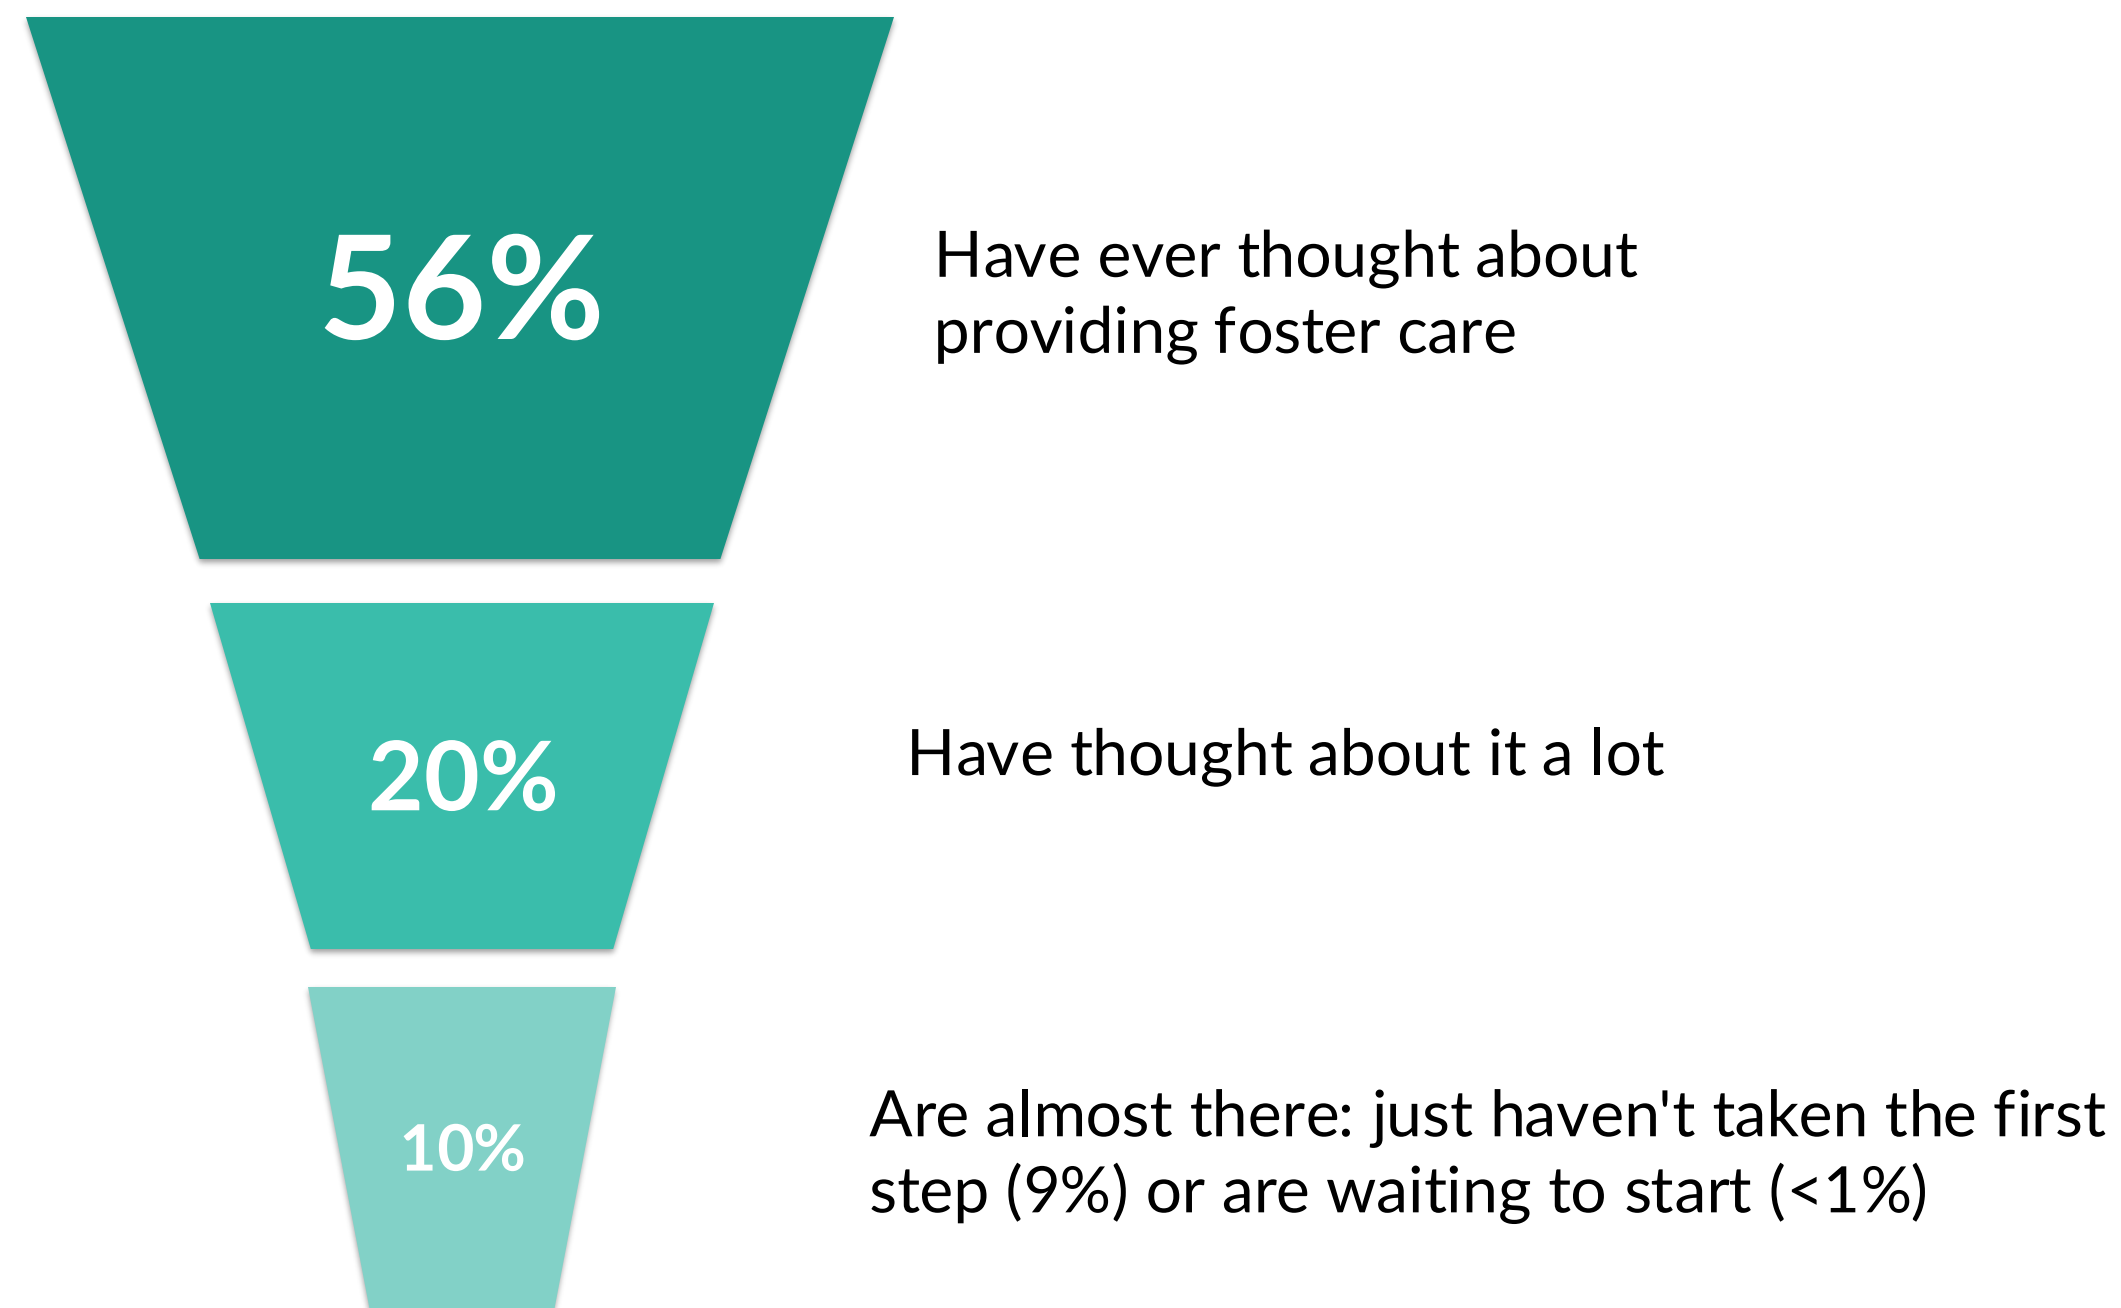 56%
Have ever thought about
providing foster care
20%
Have thought about it a lot
10%
Are almost there: just haven't taken the first
step (9%) or are waiting to start (<1%)